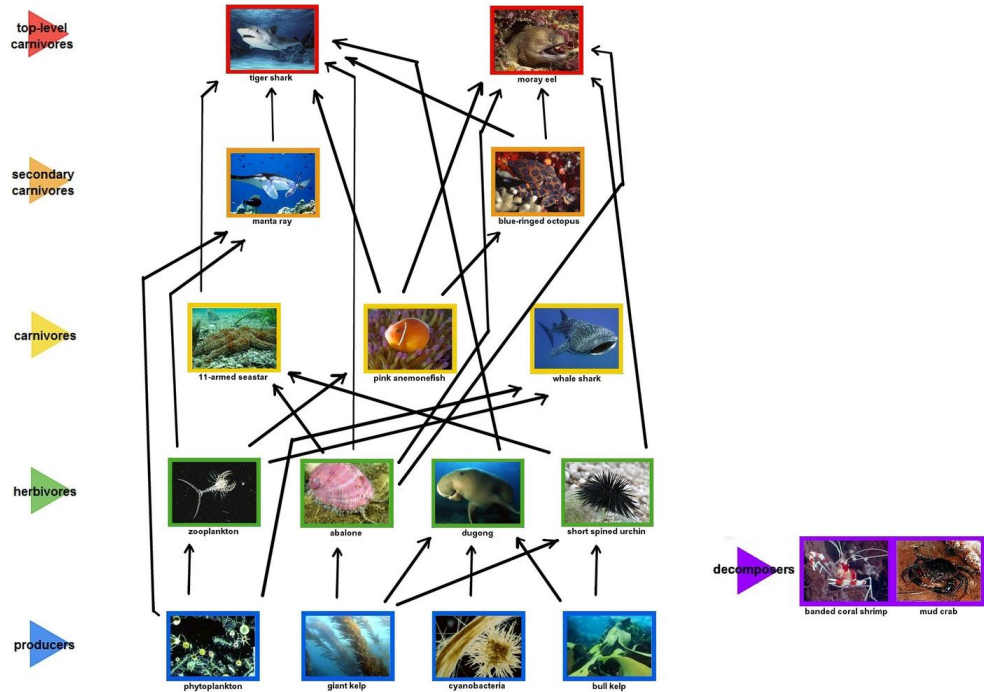 top-level
carnivores
tiger shark
moray eel
secondary
carnivores
manta ray
blue-ringed octopus
carnivores
11-armed seastar
pink anemonefish
whale shark
herbivores
zooplankton
abalone
dugong
short spined urchin
decomposers
banded coral shrimp
mud crab
producers
phytoplankton
giant kelp
cyanobacteria
bull kelp